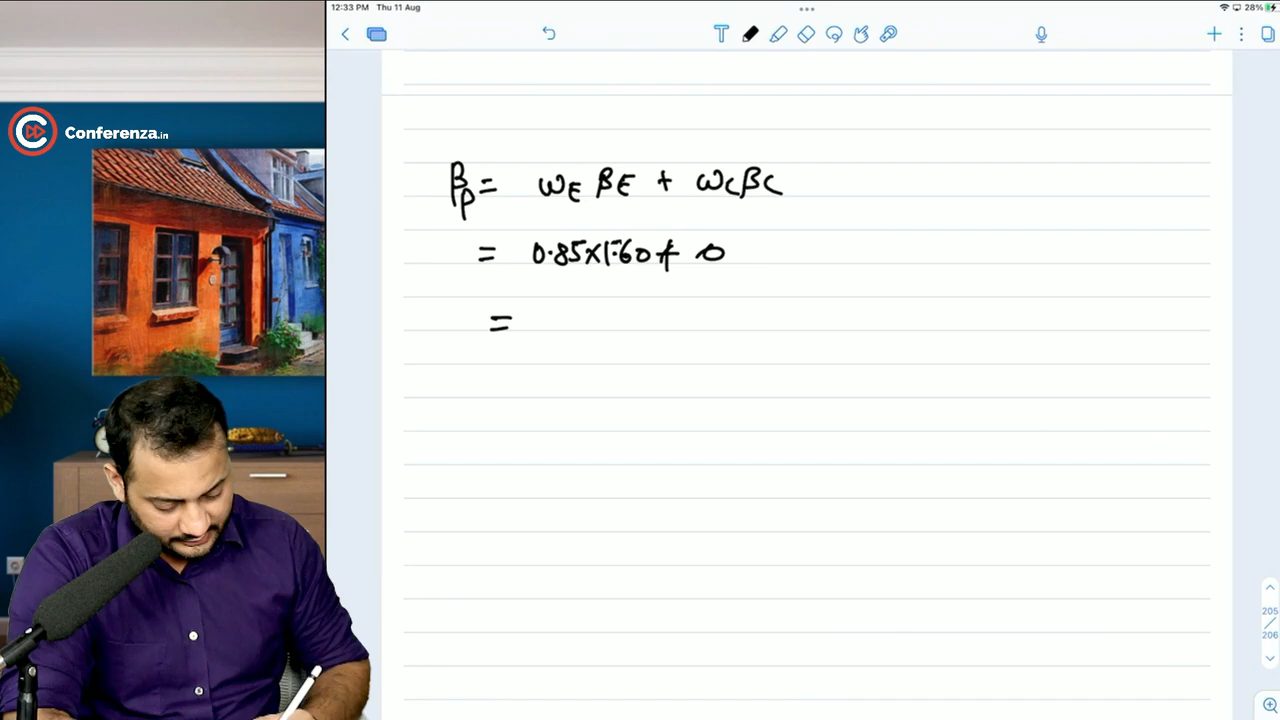 12:33 PM Thu 11 Aug
28%
Conferenza.in
βp = ωE βE + ωC βC
= 0.85 × 1.60 + 0
=
205
206